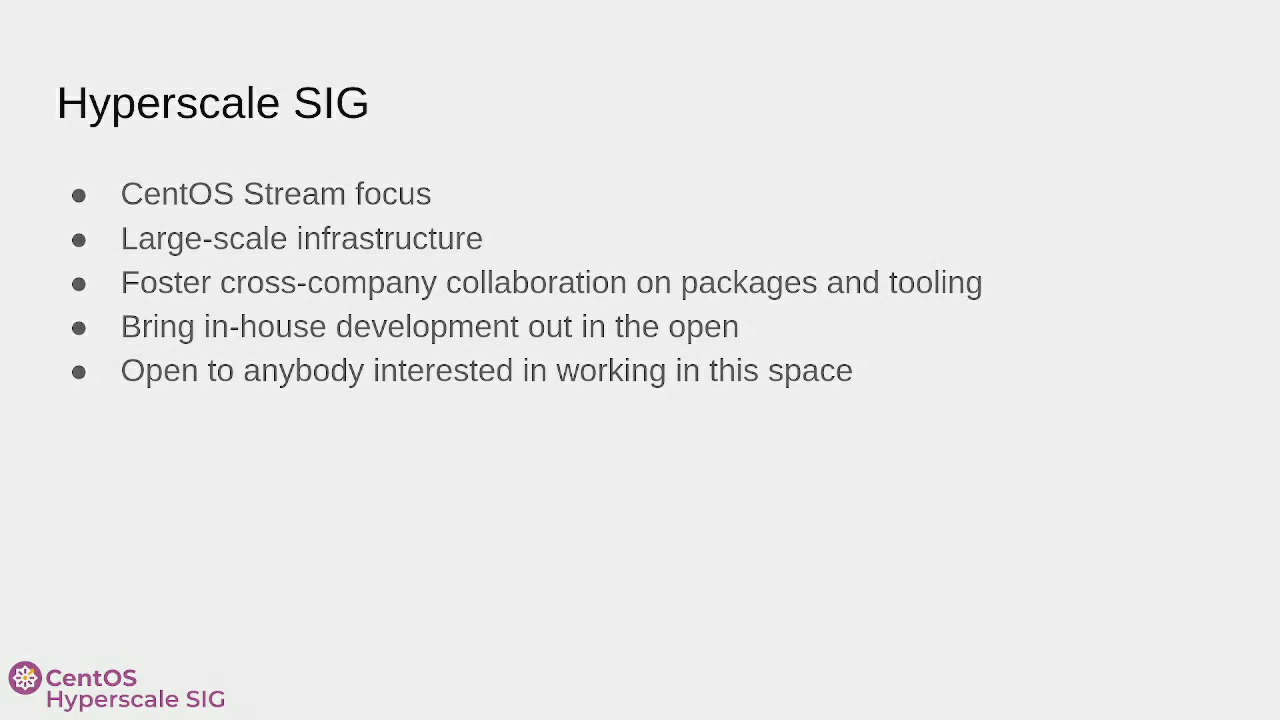 Hyperscale SIG
● CentOS Stream focus
● Large-scale infrastructure
● Foster cross-company collaboration on packages and tooling
● Bring in-house development out in the open
● Open to anybody interested in working in this space
CentOS
Hyperscale SIG